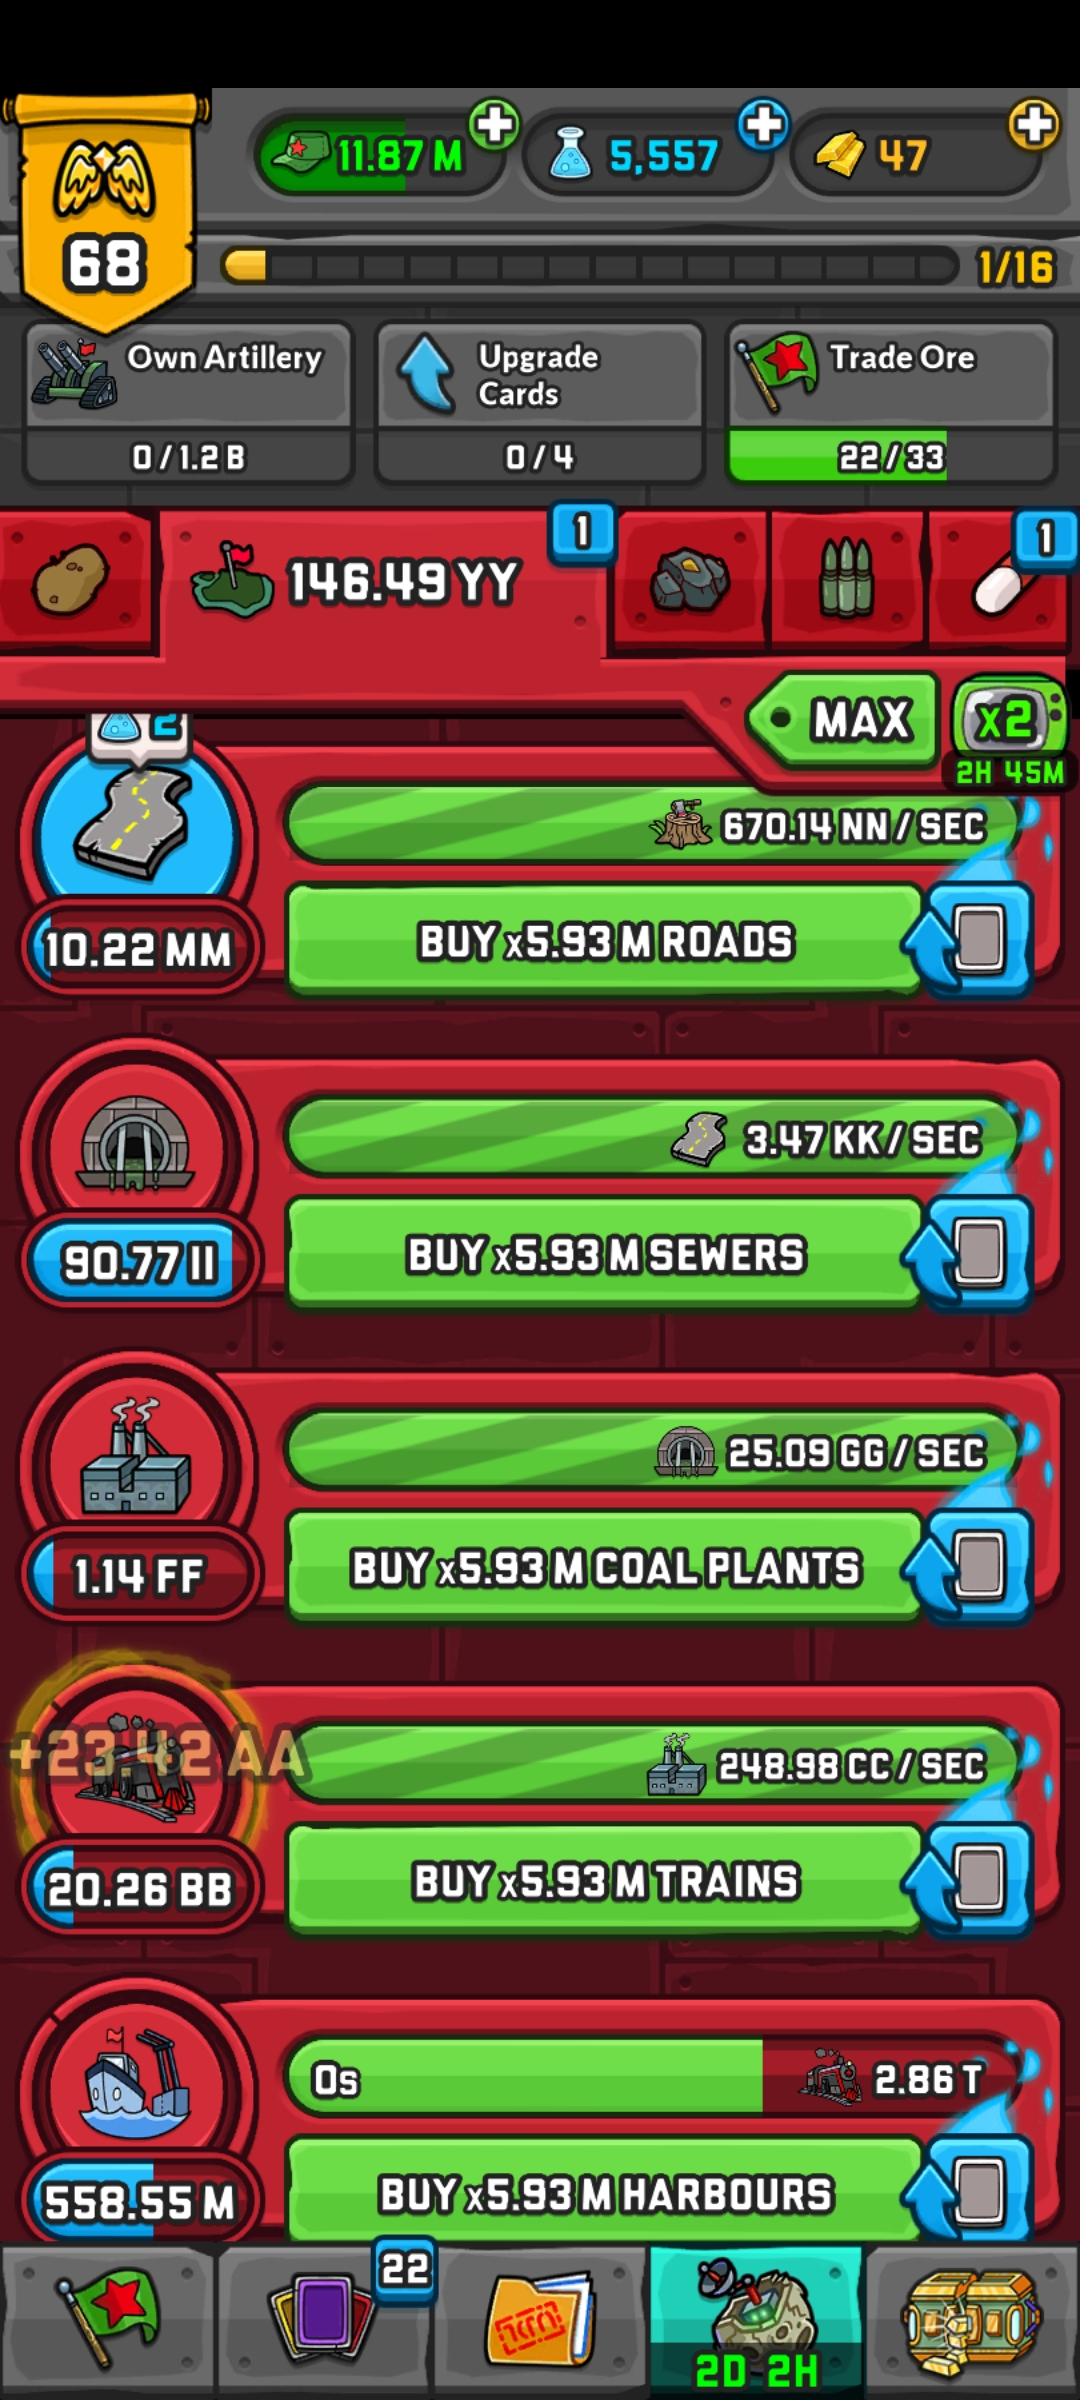 11.87 M
5,557
47
68
1/16
Own Artillery
0 / 1.2 B
Upgrade
Cards
0 / 4
Trade Ore
22 / 33
1
146.49 YY
1
MAX
x2
2H 45M
2
670.14 NN / SEC
10.22 MM
BUY x5.93 M ROADS
3.47 KK / SEC
90.77 II
BUY x5.93 M SEWERS
25.09 GG / SEC
1.14 FF
BUY x5.93 M COAL PLANTS
+23.42 AA
248.98 CC / SEC
20.26 BB
BUY x5.93 M TRAINS
0s
2.86 T
558.55 M
BUY x5.93 M HARBOURS
22
2D 2H